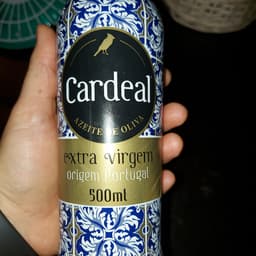 Cardeal
AZEITE DE OLIVA
extra virgem
origem Portugal
500ml